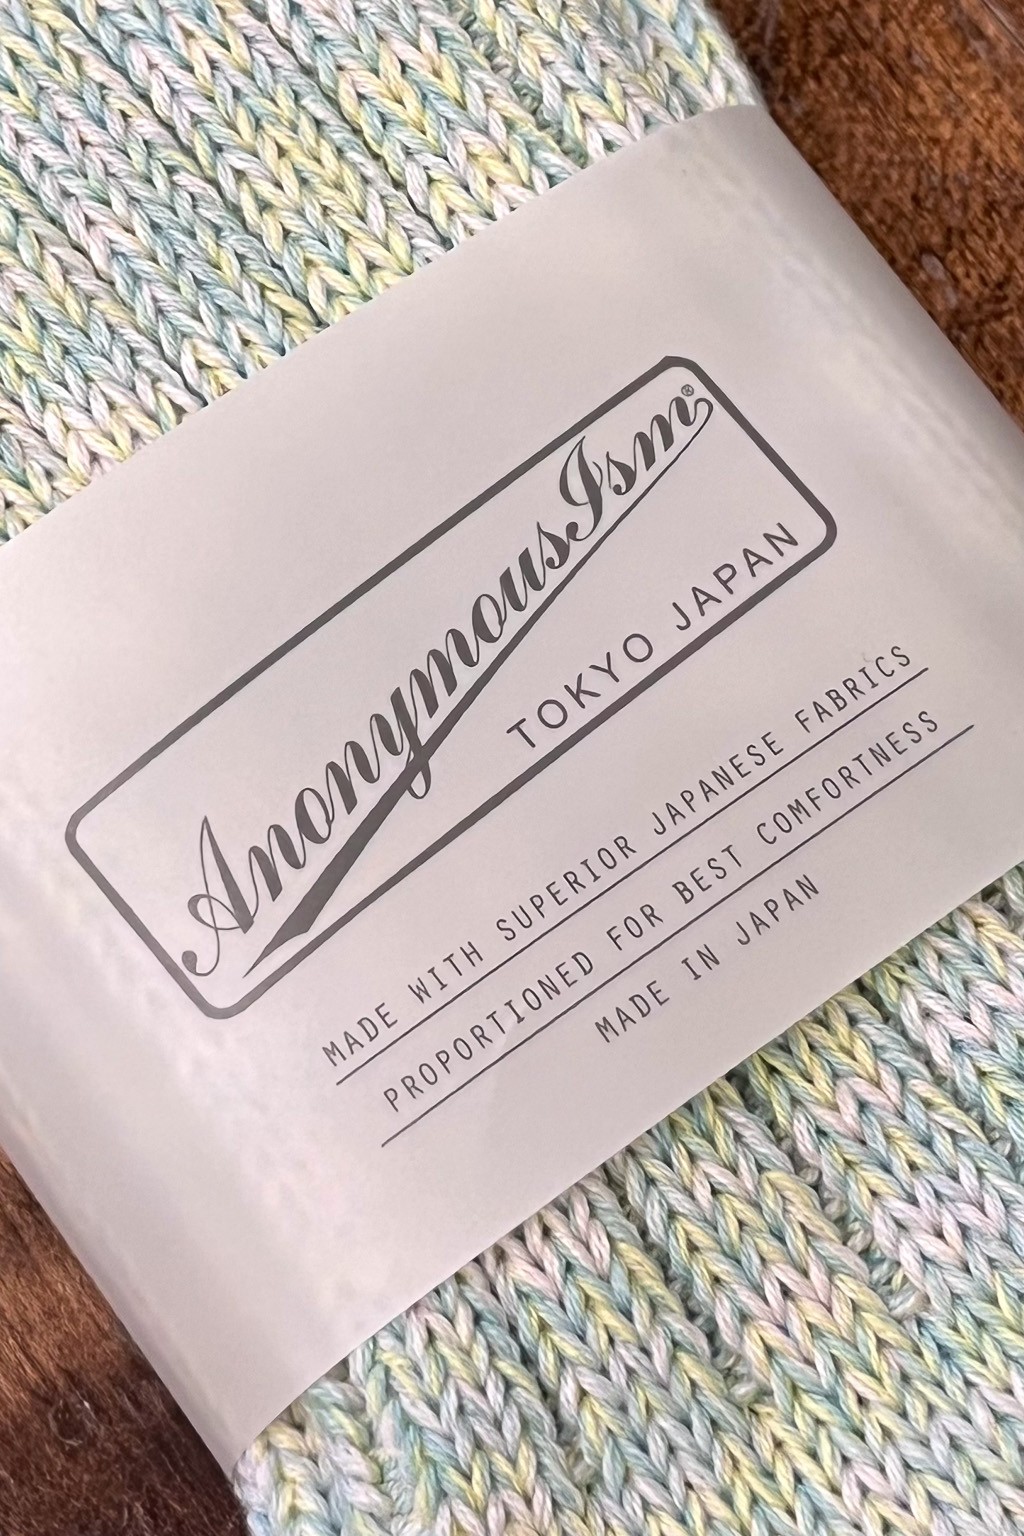 AnonymousIsm®
TOKYO JAPAN
MADE WITH SUPERIOR JAPANESE FABRICS
PROPORTIONED FOR BEST COMFORTNESS
MADE IN JAPAN